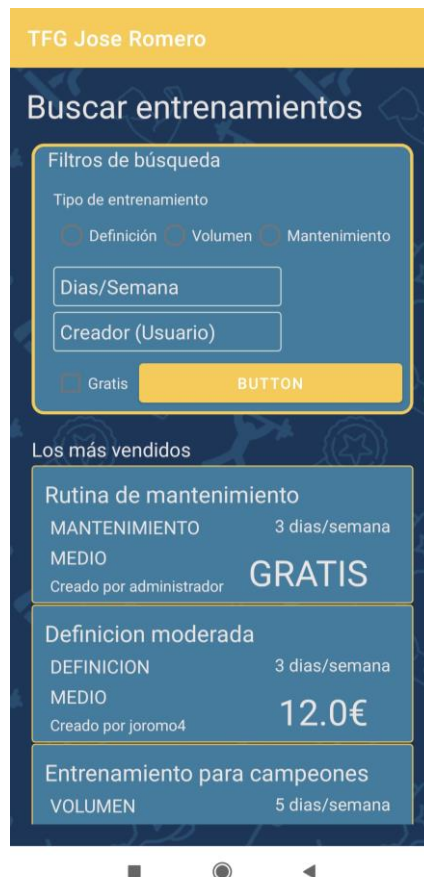 TFG Jose Romero
Buscar entrenamientos
Filtros de búsqueda
Tipo de entrenamiento
Definición Volumen Mantenimiento
Dias/Semana
Creador (Usuario)
Gratis BUTTON
Los más vendidos
Rutina de mantenimiento
MANTENIMIENTO 3 dias/semana
MEDIO
Creado por administrador GRATIS
Definicion moderada
DEFINICION 3 dias/semana
MEDIO
Creado por joromo4 12.0€
Entrenamiento para campeones
VOLUMEN 5 dias/semana